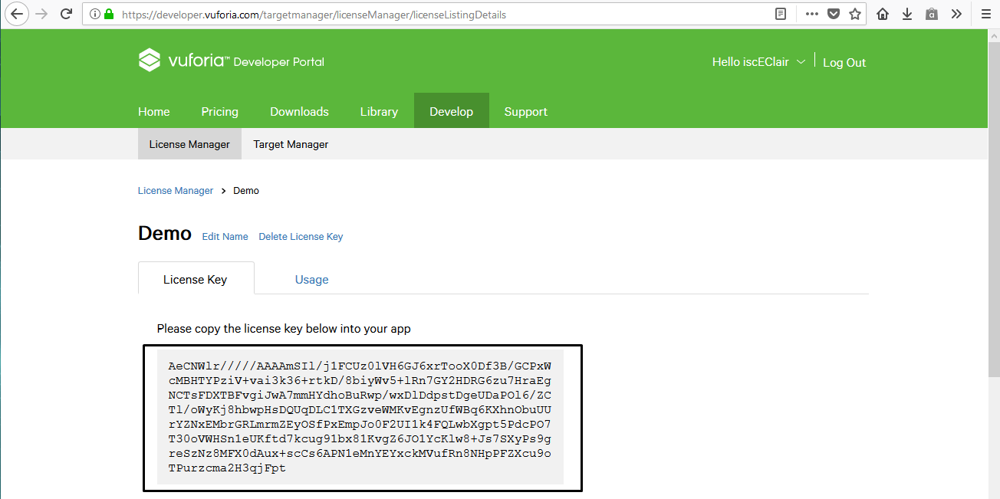 https://developer.vuforia.com/targetmanager/licenseManager/licenseListingDetails
vuforia™ Developer Portal
Hello iscEClair
Log Out
Home Pricing Downloads Library Develop Support
License Manager Target Manager
License Manager > Demo
Demo Edit Name Delete License Key
License Key Usage
Please copy the license key below into your app
AeCNWlr/////AAAAmSIl/j1FCUz0lVH6GJ6xrTooX0Df3B/GCPxW
cMBHTYPziV+vai3k36+rtkD/8biyWv5+lRn7GY2HDRG6zu7HraEg
NCTsFDXTBFvgiJwA7mmHYdhoBuRwp/wxDlDdpstDgeUDaPOl6/ZC
Tl/oWyKj8hbwpHsDQUqDLC1TXGzveWMKvEgnzUfWBq6KXhnObuUU
rYZNxEMbrGRLmrmZEyOSfPxEmpJo0F2UI1k4FQLwbXgpt5PdcPO7
T30oVWHSn1eUKftd7kcug91bx81KvgZ6JO1YcKlw8+Js7SXyPs9g
reSzNz8MFX0dAux+scCs6APN1eMnYEYxckMVufRn8NHpPFZXcu9o
TPurzcma2H3qjFpt